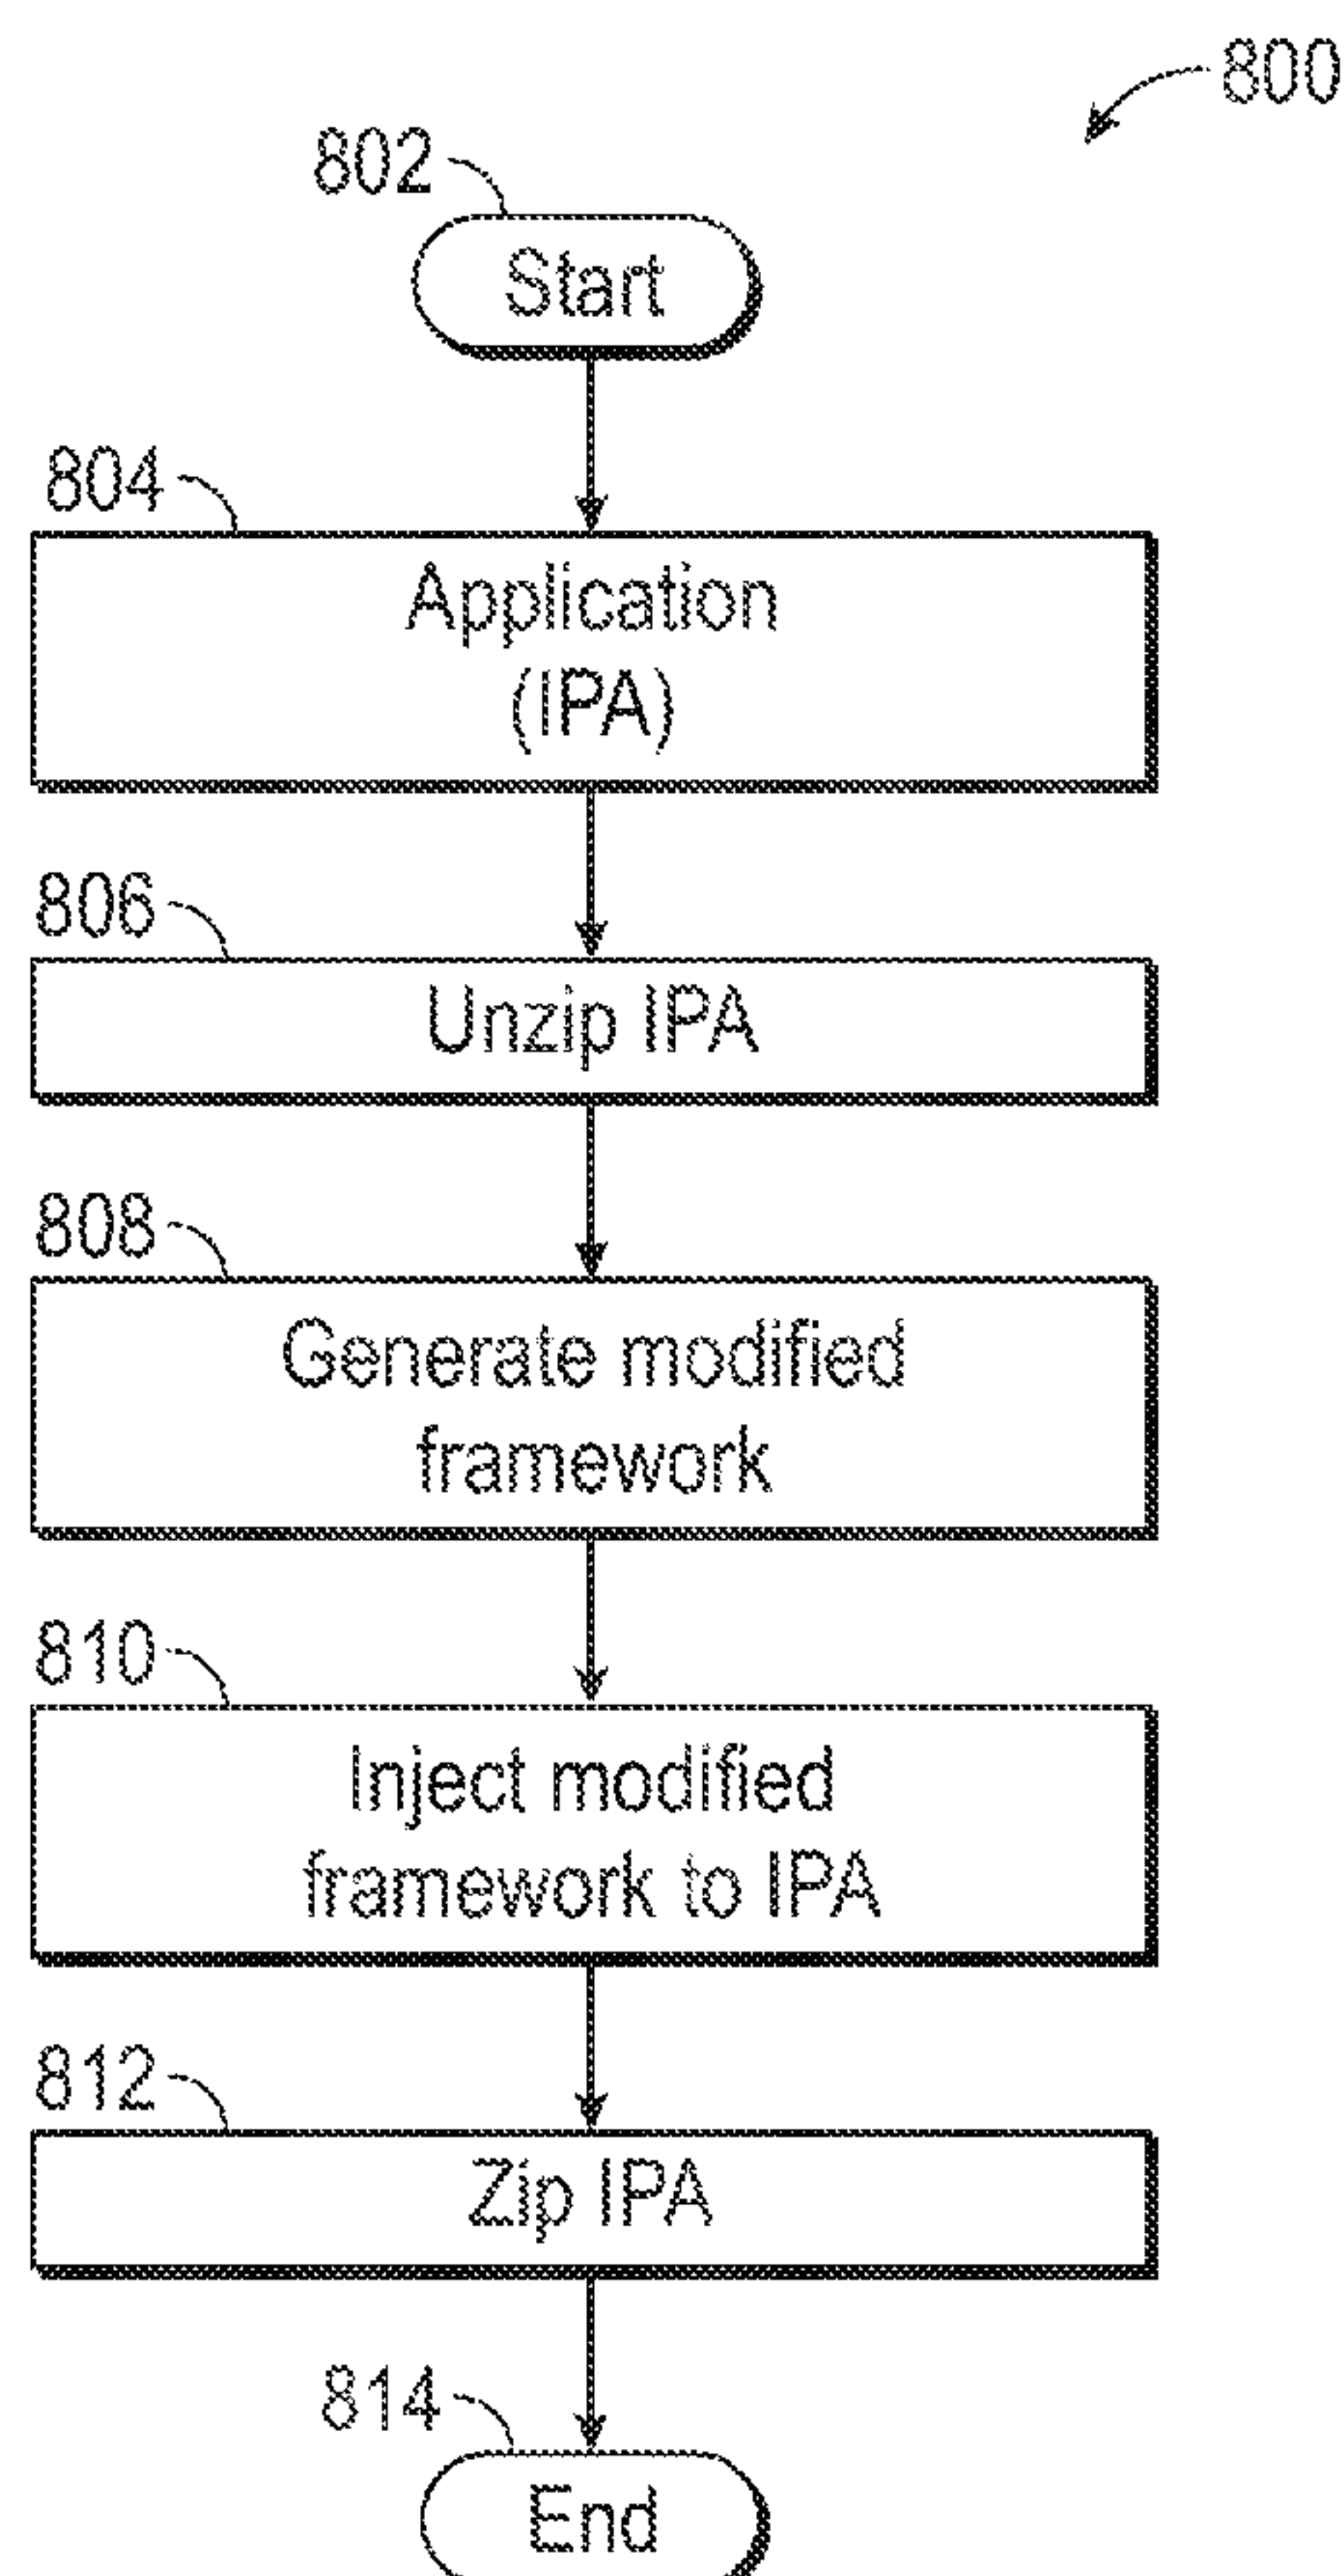 800
802
Start
804
Application
(IPA)
806
Unzip IPA
808
Generate modified
framework
810
Inject modified
framework to IPA
812
Zip IPA
814
End